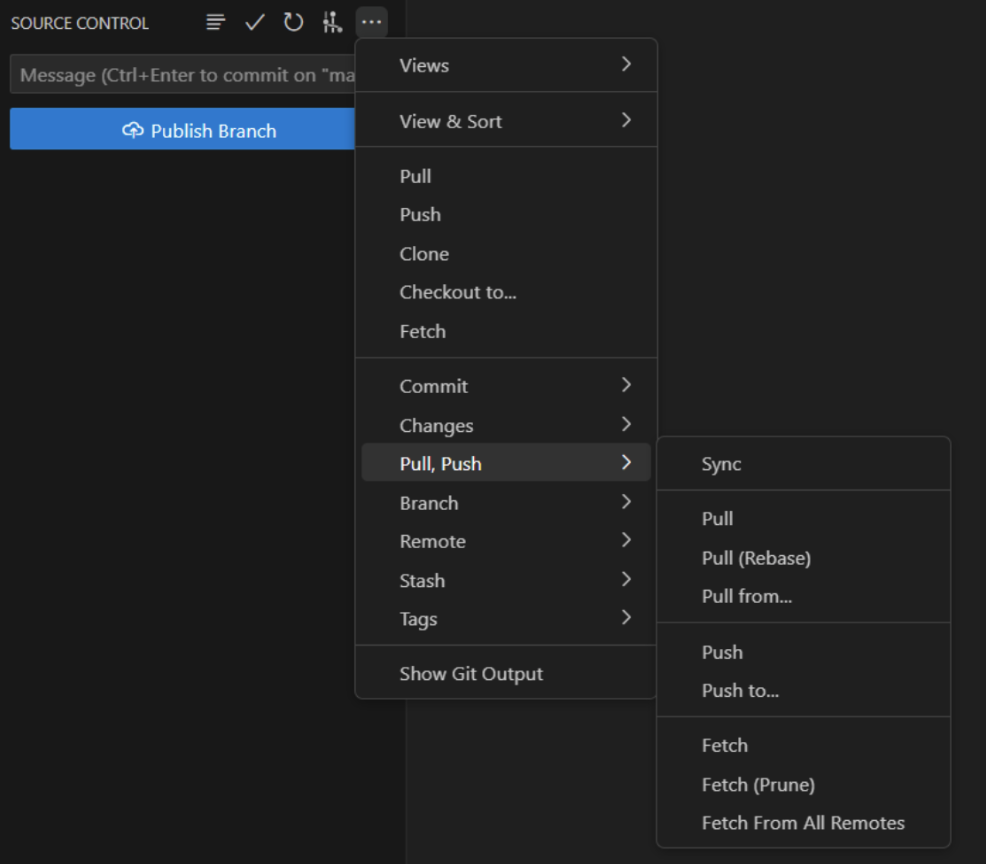 SOURCE CONTROL
Message (Ctrl+Enter to commit on "ma
Publish Branch
Views
View & Sort
Pull
Push
Clone
Checkout to...
Fetch
Commit
Changes
Pull, Push
Branch
Remote
Stash
Tags
Show Git Output
Sync
Pull
Pull (Rebase)
Pull from...
Push
Push to...
Fetch
Fetch (Prune)
Fetch From All Remotes